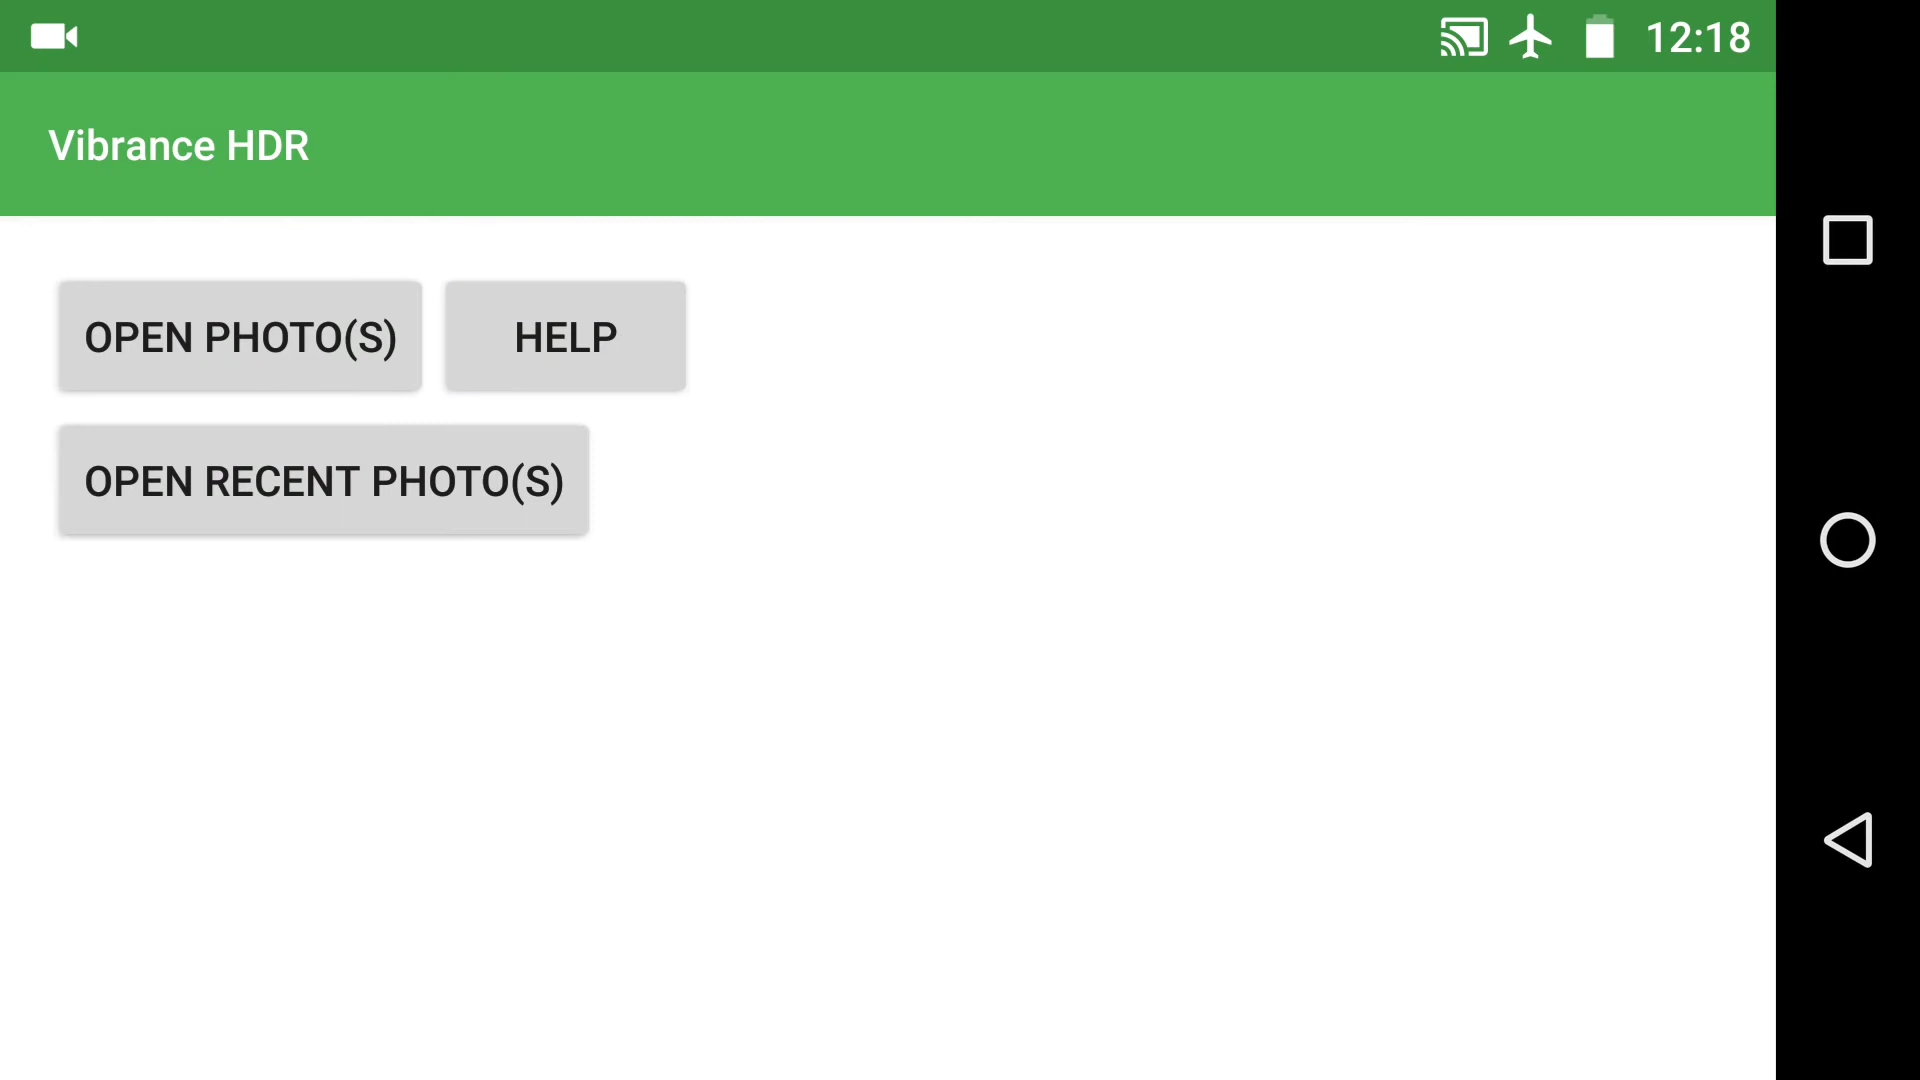 12:18
Vibrance HDR
OPEN PHOTO(S)
HELP
OPEN RECENT PHOTO(S)